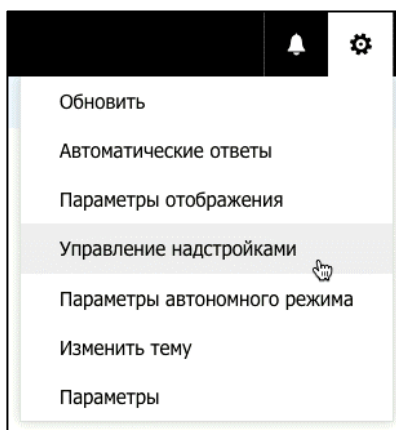 Обновить
Автоматические ответы
Параметры отображения
Управление надстройками
Параметры автономного режима
Изменить тему
Параметры